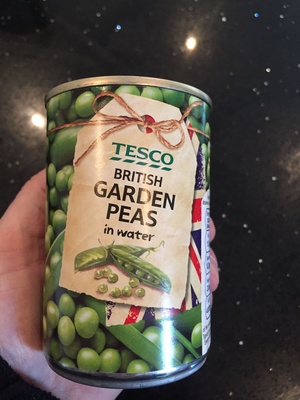 TESCO
BRITISH
GARDEN
PEAS
in water